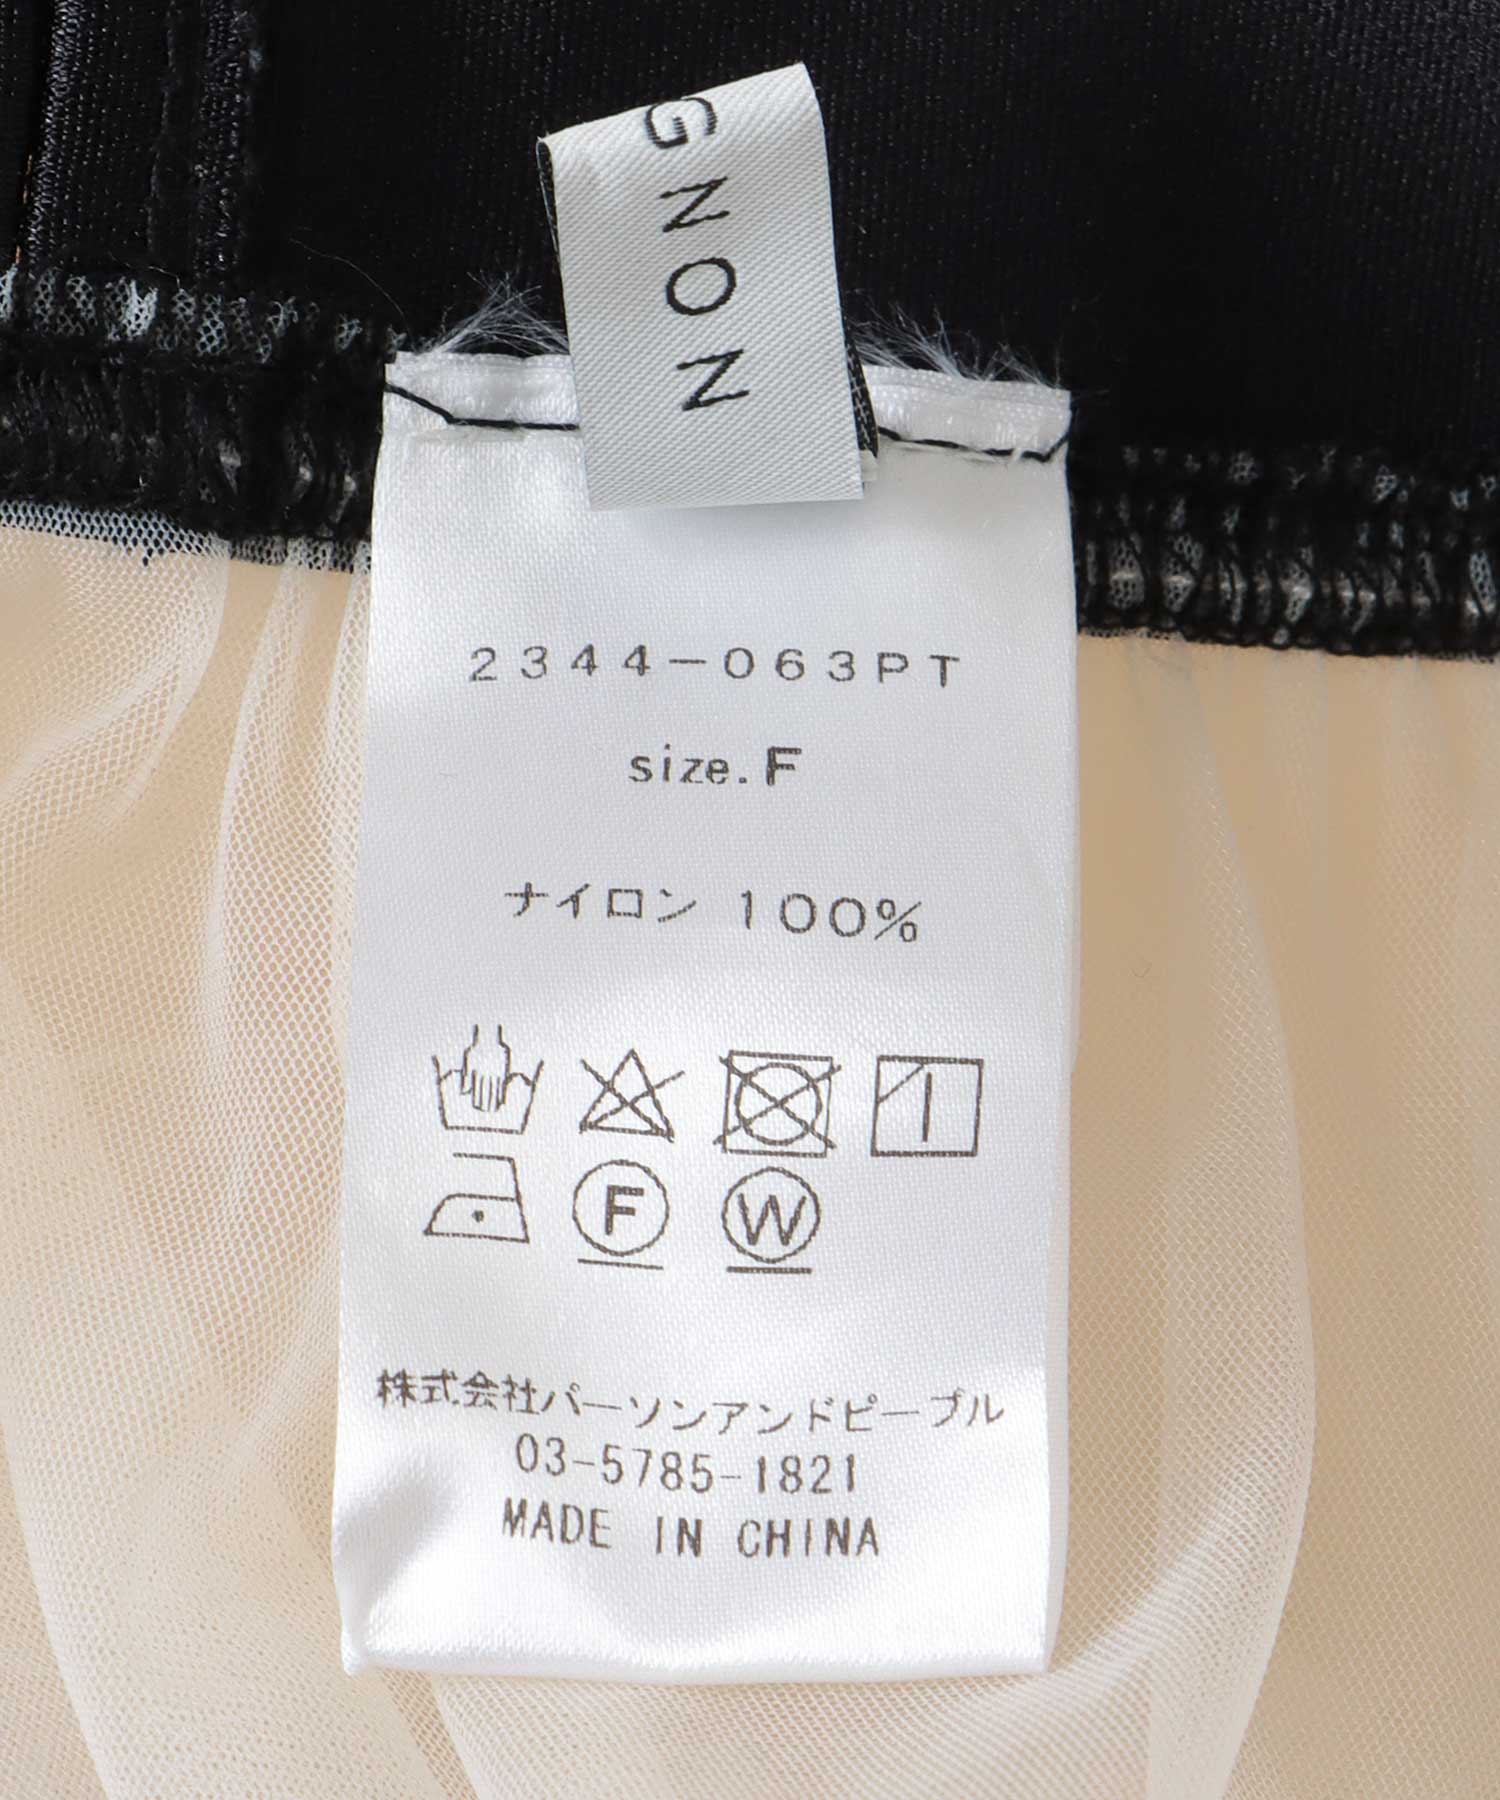 GNON
2344-063PT
size.F
ナイロン 100%
F W
株式会社パーソンアンドピープル
03-5785-1821
MADE IN CHINA